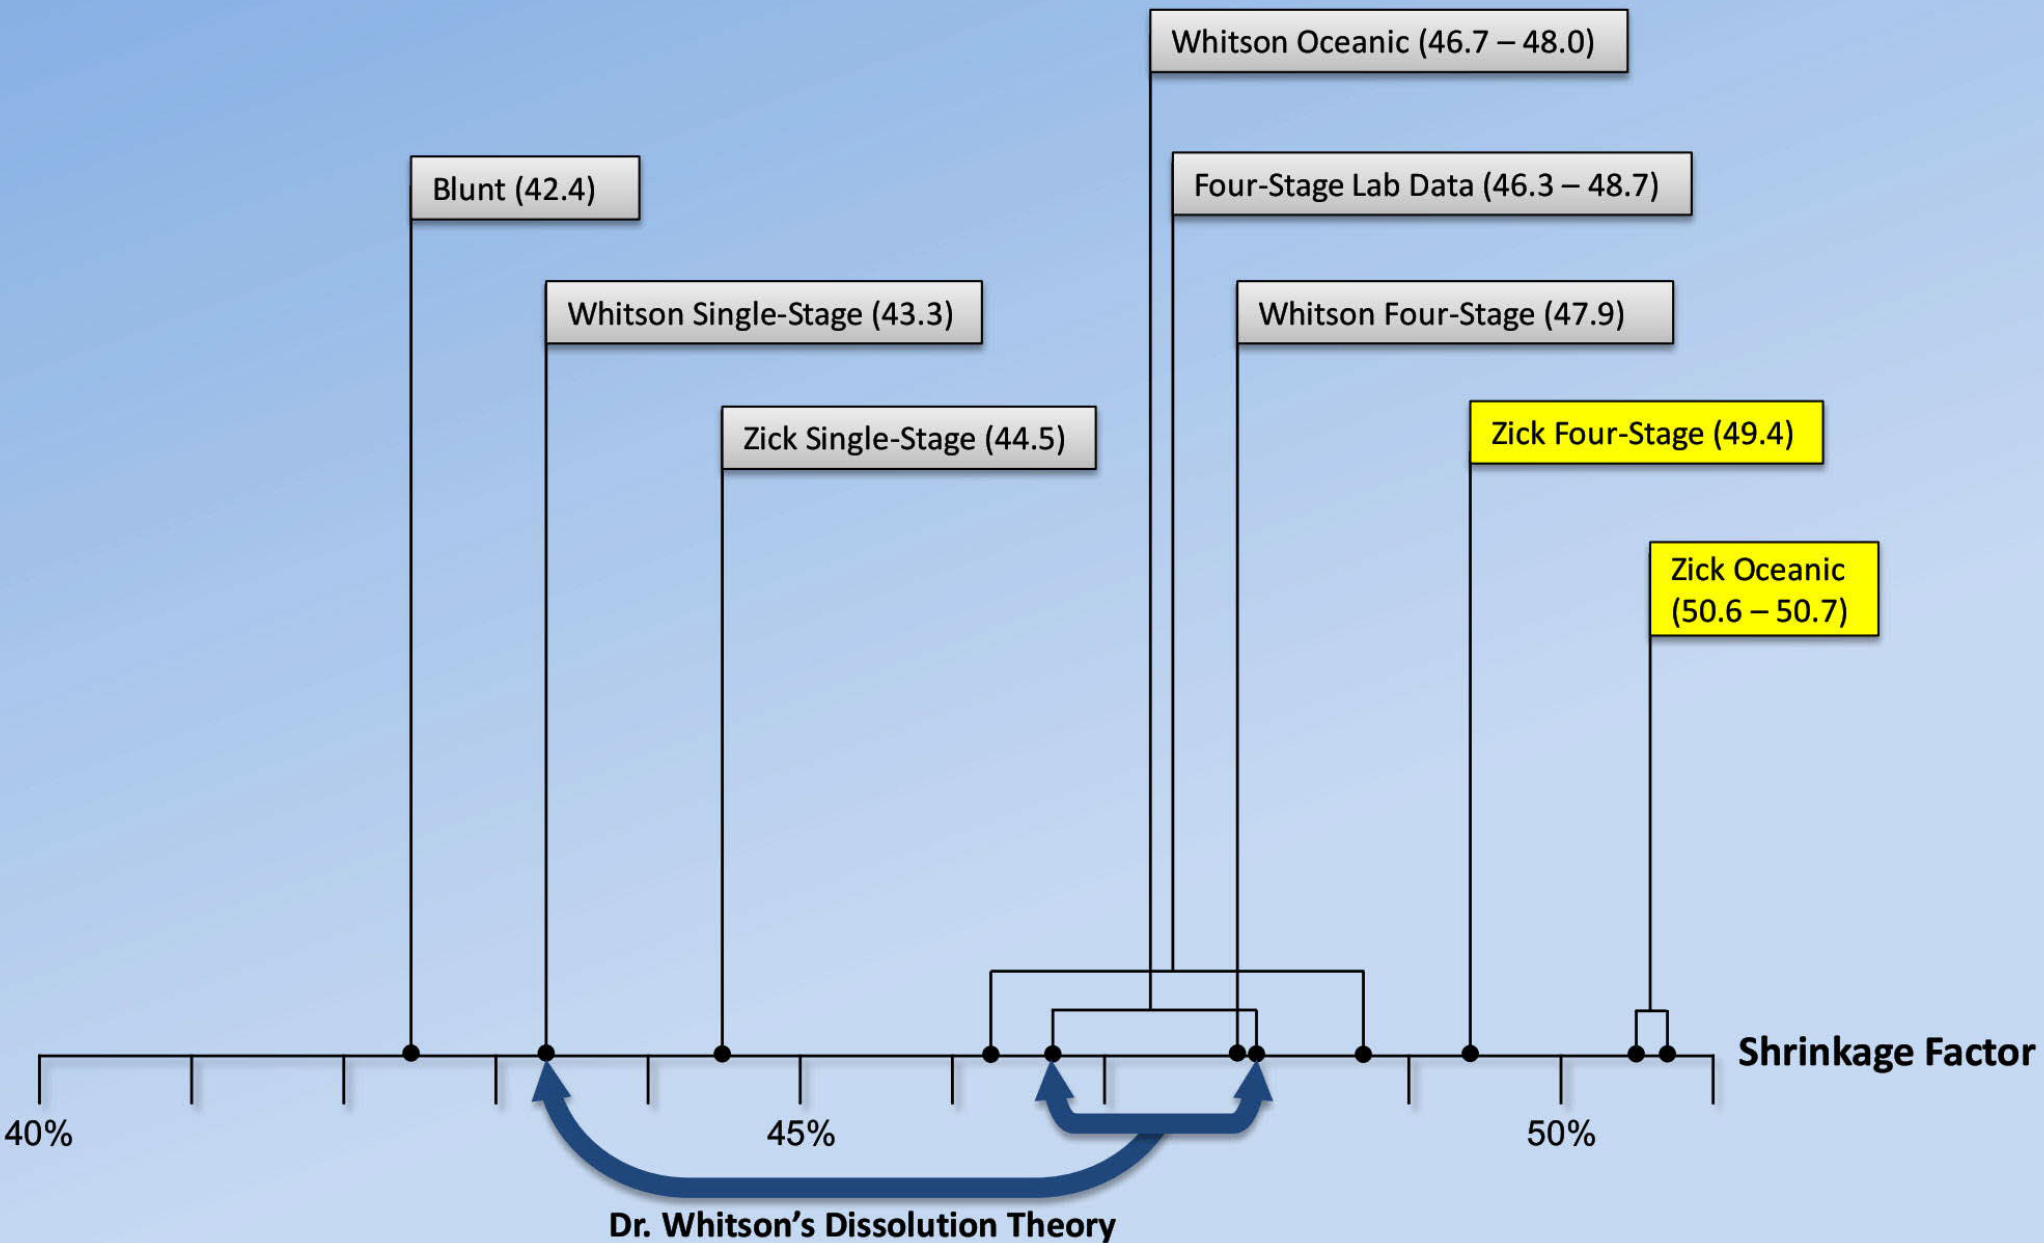 Whitson Oceanic (46.7 – 48.0)
Blunt (42.4)
Four-Stage Lab Data (46.3 – 48.7)
Whitson Single-Stage (43.3)
Whitson Four-Stage (47.9)
Zick Single-Stage (44.5)
Zick Four-Stage (49.4)
Zick Oceanic
(50.6 – 50.7)
Shrinkage Factor
40%
45%
50%
Dr. Whitson’s Dissolution Theory